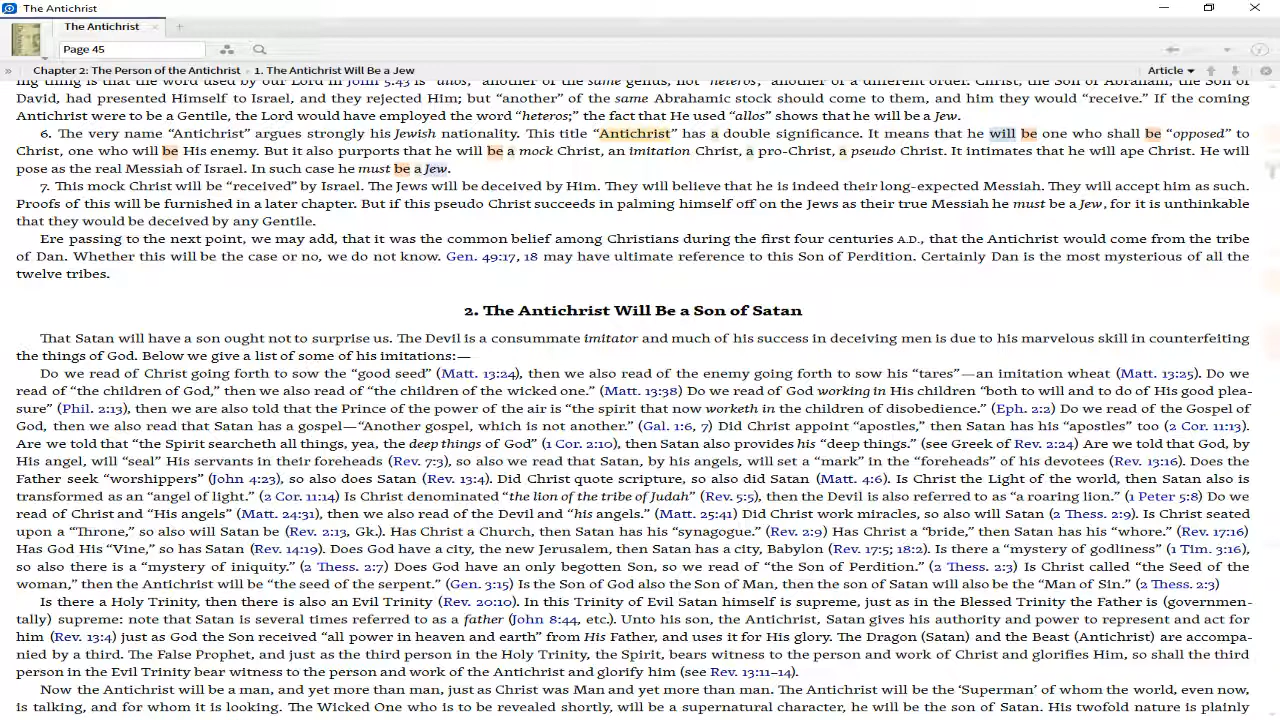 The Antichrist
The Antichrist
Page 45
» Chapter 2: The Person of the Antichrist › 1. The Antichrist Will Be a Jew Article
ing thing is that the word used by our Lord in John 5.43 is “allos,” another of the same genus, not “heteros,” another of a different order. Christ, the Son of Abraham, the Son of
David, had presented Himself to Israel, and they rejected Him; but “another” of the same Abrahamic stock should come to them, and him they would “receive.” If the coming
Antichrist were to be a Gentile, the Lord would have employed the word “heteros;” the fact that He used “allos” shows that he will be a Jew.
6. The very name “Antichrist” argues strongly his Jewish nationality. This title “Antichrist” has a double significance. It means that he will be one who shall be “opposed” to
Christ, one who will be His enemy. But it also purports that he will be a mock Christ, an imitation Christ, a pro-Christ, a pseudo Christ. It intimates that he will ape Christ. He will
pose as the real Messiah of Israel. In such case he must be a Jew.
7. This mock Christ will be “received” by Israel. The Jews will be deceived by Him. They will believe that he is indeed their long-expected Messiah. They will accept him as such.
Proofs of this will be furnished in a later chapter. But if this pseudo Christ succeeds in palming himself off on the Jews as their true Messiah he must be a Jew, for it is unthinkable
that they would be deceived by any Gentile.
Ere passing to the next point, we may add, that it was the common belief among Christians during the first four centuries A.D., that the Antichrist would come from the tribe
of Dan. Whether this will be the case or no, we do not know. Gen. 49:17, 18 may have ultimate reference to this Son of Perdition. Certainly Dan is the most mysterious of all the
twelve tribes.
2. The Antichrist Will Be a Son of Satan
That Satan will have a son ought not to surprise us. The Devil is a consummate imitator and much of his success in deceiving men is due to his marvelous skill in counterfeiting
the things of God. Below we give a list of some of his imitations:—
Do we read of Christ going forth to sow the “good seed” (Matt. 13:24), then we also read of the enemy going forth to sow his “tares”—an imitation wheat (Matt. 13:25). Do we
read of “the children of God,” then we also read of “the children of the wicked one.” (Matt. 13:38) Do we read of God working in His children “both to will and to do of His good plea-
sure” (Phil. 2:13), then we are also told that the Prince of the power of the air is “the spirit that now worketh in the children of disobedience.” (Eph. 2:2) Do we read of the Gospel of
God, then we also read that Satan has a gospel—“Another gospel, which is not another.” (Gal. 1:6, 7) Did Christ appoint “apostles,” then Satan has his “apostles” too (2 Cor. 11:13).
Are we told that “the Spirit searcheth all things, yea, the deep things of God” (1 Cor. 2:10), then Satan also provides his “deep things.” (see Greek of Rev. 2:24) Are we told that God, by
His angel, will “seal” His servants in their foreheads (Rev. 7:3), so also we read that Satan, by his angels, will set a “mark” in the “foreheads” of his devotees (Rev. 13:16). Does the
Father seek “worshippers” (John 4:23), so also does Satan (Rev. 13:4). Did Christ quote scripture, so also did Satan (Matt. 4:6). Is Christ the Light of the world, then Satan also is
transformed as an “angel of light.” (2 Cor. 11:14) Is Christ denominated “the lion of the tribe of Judah” (Rev. 5:5), then the Devil is also referred to as “a roaring lion.” (1 Peter 5:8) Do we
read of Christ and “His angels” (Matt. 24:31), then we also read of the Devil and “his angels.” (Matt. 25:41) Did Christ work miracles, so also will Satan (2 Thess. 2:9). Is Christ seated
upon a “Throne,” so also will Satan be (Rev. 2:13, Gk.). Has Christ a Church, then Satan has his “synagogue.” (Rev. 2:9) Has Christ a “bride,” then Satan has his “whore.” (Rev. 17:16)
Has God His “Vine,” so has Satan (Rev. 14:19). Does God have a city, the new Jerusalem, then Satan has a city, Babylon (Rev. 17:5; 18:2). Is there a “mystery of godliness” (1 Tim. 3:16),
so also there is a “mystery of iniquity.” (2 Thess. 2:7) Does God have an only begotten Son, so we read of “the Son of Perdition.” (2 Thess. 2:3) Is Christ called “the Seed of the
woman,” then the Antichrist will be “the seed of the serpent.” (Gen. 3:15) Is the Son of God also the Son of Man, then the son of Satan will also be the “Man of Sin.” (2 Thess. 2:3)
Is there a Holy Trinity, then there is also an Evil Trinity (Rev. 20:10). In this Trinity of Evil Satan himself is supreme, just as in the Blessed Trinity the Father is (governmen-
tally) supreme: note that Satan is several times referred to as a father (John 8:44, etc.). Unto his son, the Antichrist, Satan gives his authority and power to represent and act for
him (Rev. 13:4) just as God the Son received “all power in heaven and earth” from His Father, and uses it for His glory. The Dragon (Satan) and the Beast (Antichrist) are accompa-
nied by a third. The False Prophet, and just as the third person in the Holy Trinity, the Spirit, bears witness to the person and work of Christ and glorifies Him, so shall the third
person in the Evil Trinity bear witness to the person and work of the Antichrist and glorify him (see Rev. 13:11–14).
Now the Antichrist will be a man, and yet more than man, just as Christ was Man and yet more than man. The Antichrist will be the ‘Superman’ of whom the world, even now,
is talking, and for whom it is looking. The Wicked One who is to be revealed shortly, will be a supernatural character, he will be the son of Satan. His twofold nature is plainly